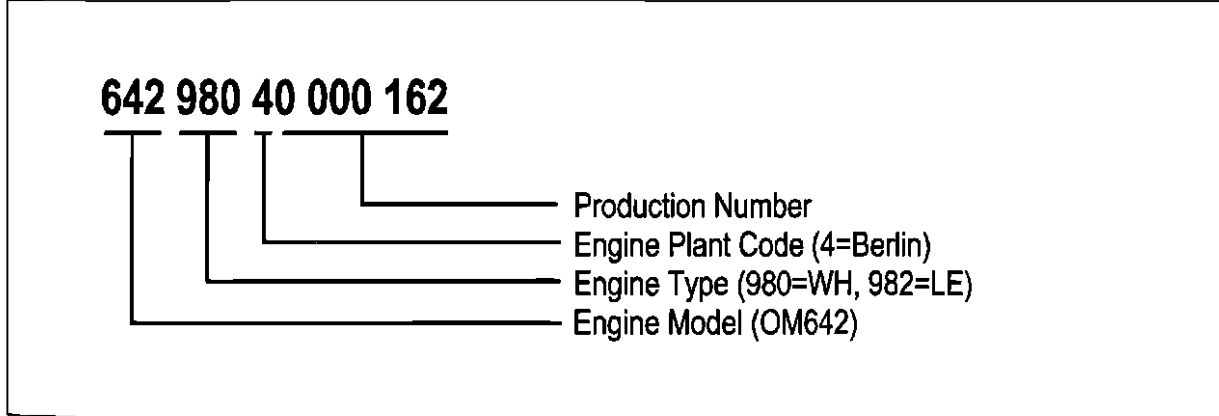 642 980 40 000 162
Production Number
Engine Plant Code (4=Berlin)
Engine Type (980=WH, 982=LE)
Engine Model (OM642)